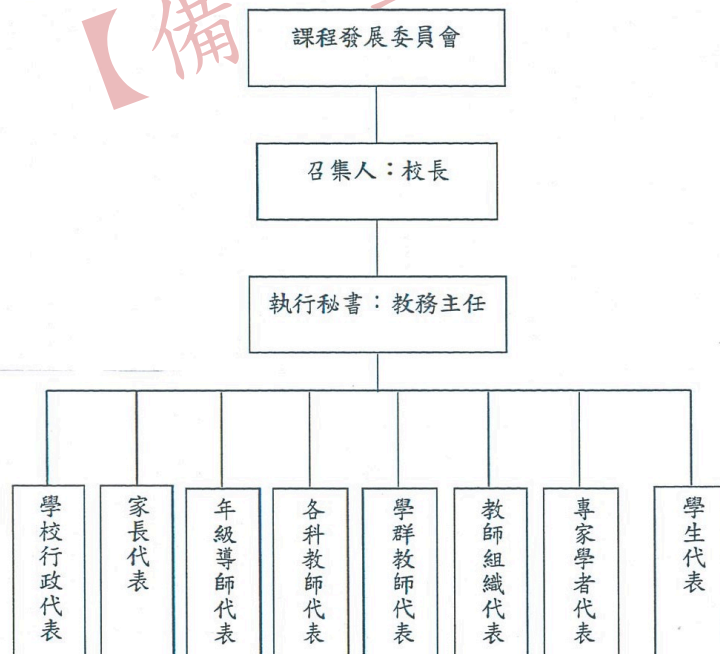 【備
課程發展委員會
召集人：校長
執行秘書：教務主任
學校行政代表
家長代表
年級導師代表
各科教師代表
學群教師代表
教師組織代表
專家學者代表
學生代表